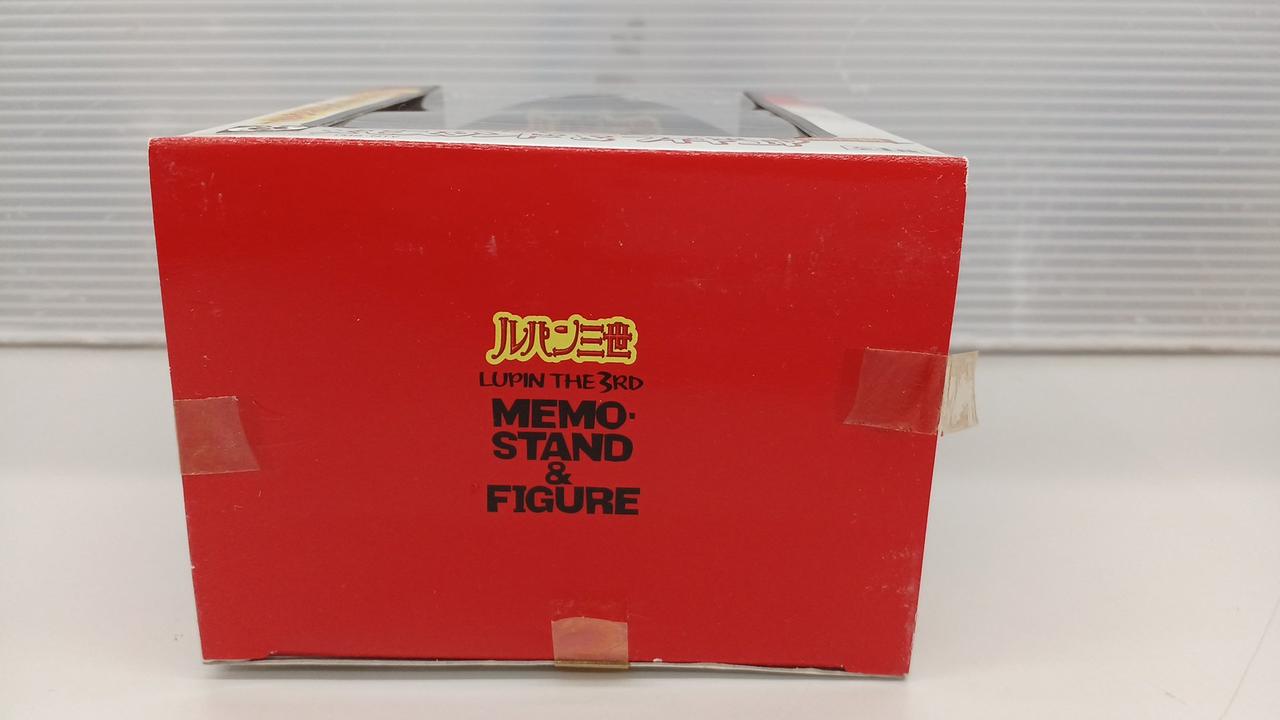 ルパン三世
LUPIN THE 3RD
MEMO·
STAND
&
FIGURE